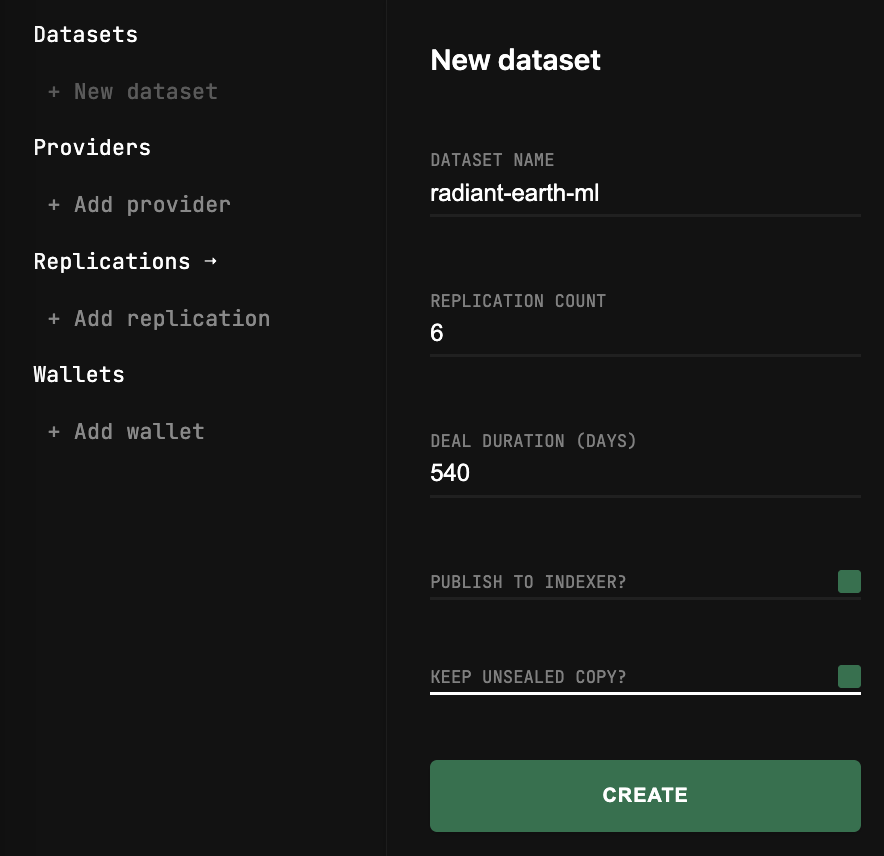 Datasets
+ New dataset
Providers
+ Add provider
Replications →
+ Add replication
Wallets
+ Add wallet
New dataset
DATASET NAME
radiant-earth-ml
REPLICATION COUNT
6
DEAL DURATION (DAYS)
540
PUBLISH TO INDEXER?
KEEP UNSEALED COPY?
CREATE